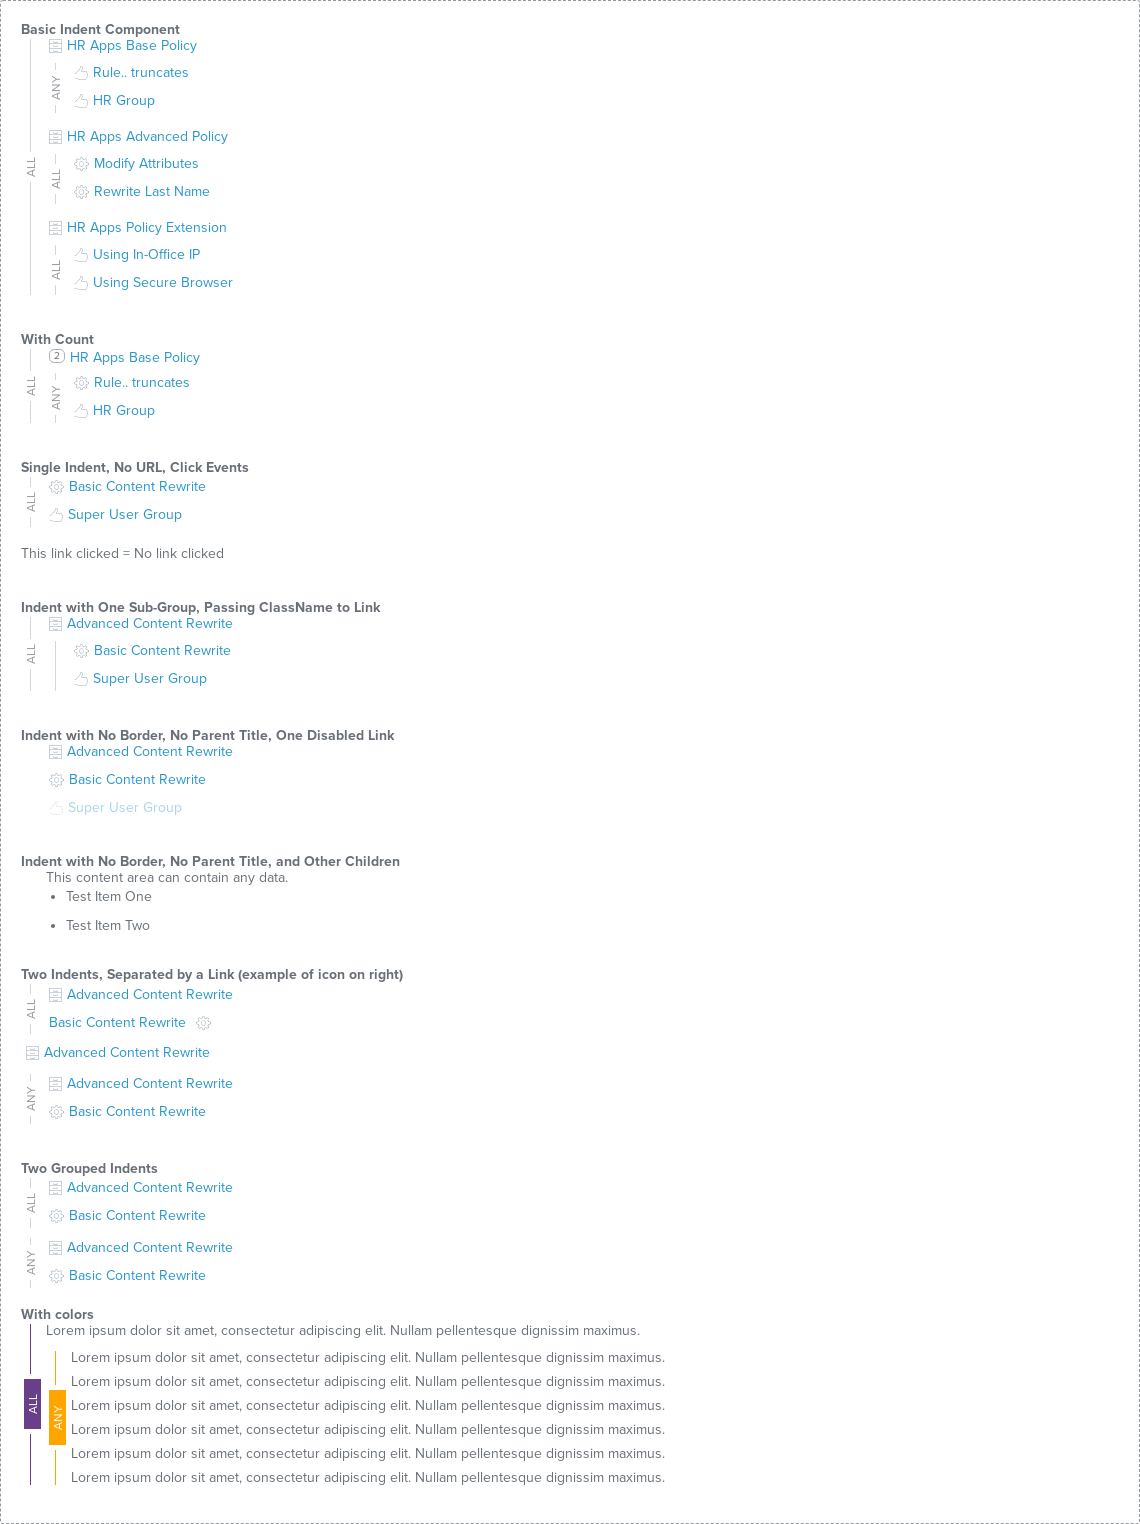 Basic Indent Component
HR Apps Base Policy
ANY
Rule.. truncates
HR Group
HR Apps Advanced Policy
ALL
ALL
Modify Attributes
Rewrite Last Name
HR Apps Policy Extension
ALL
Using In-Office IP
Using Secure Browser
With Count
2 HR Apps Base Policy
ALL
ANY
Rule.. truncates
HR Group
Single Indent, No URL, Click Events
ALL
Basic Content Rewrite
Super User Group
This link clicked = No link clicked
Indent with One Sub-Group, Passing ClassName to Link
Advanced Content Rewrite
ALL
Basic Content Rewrite
Super User Group
Indent with No Border, No Parent Title, One Disabled Link
Advanced Content Rewrite
Basic Content Rewrite
Super User Group
Indent with No Border, No Parent Title, and Other Children
This content area can contain any data.
• Test Item One
• Test Item Two
Two Indents, Separated by a Link (example of icon on right)
ALL
Advanced Content Rewrite
Basic Content Rewrite
Advanced Content Rewrite
ANY
Advanced Content Rewrite
Basic Content Rewrite
Two Grouped Indents
ALL
Advanced Content Rewrite
Basic Content Rewrite
ANY
Advanced Content Rewrite
Basic Content Rewrite
With colors
Lorem ipsum dolor sit amet, consectetur adipiscing elit. Nullam pellentesque dignissim maximus.
ALL
ANY
Lorem ipsum dolor sit amet, consectetur adipiscing elit. Nullam pellentesque dignissim maximus.
Lorem ipsum dolor sit amet, consectetur adipiscing elit. Nullam pellentesque dignissim maximus.
Lorem ipsum dolor sit amet, consectetur adipiscing elit. Nullam pellentesque dignissim maximus.
Lorem ipsum dolor sit amet, consectetur adipiscing elit. Nullam pellentesque dignissim maximus.
Lorem ipsum dolor sit amet, consectetur adipiscing elit. Nullam pellentesque dignissim maximus.
Lorem ipsum dolor sit amet, consectetur adipiscing elit. Nullam pellentesque dignissim maximus.